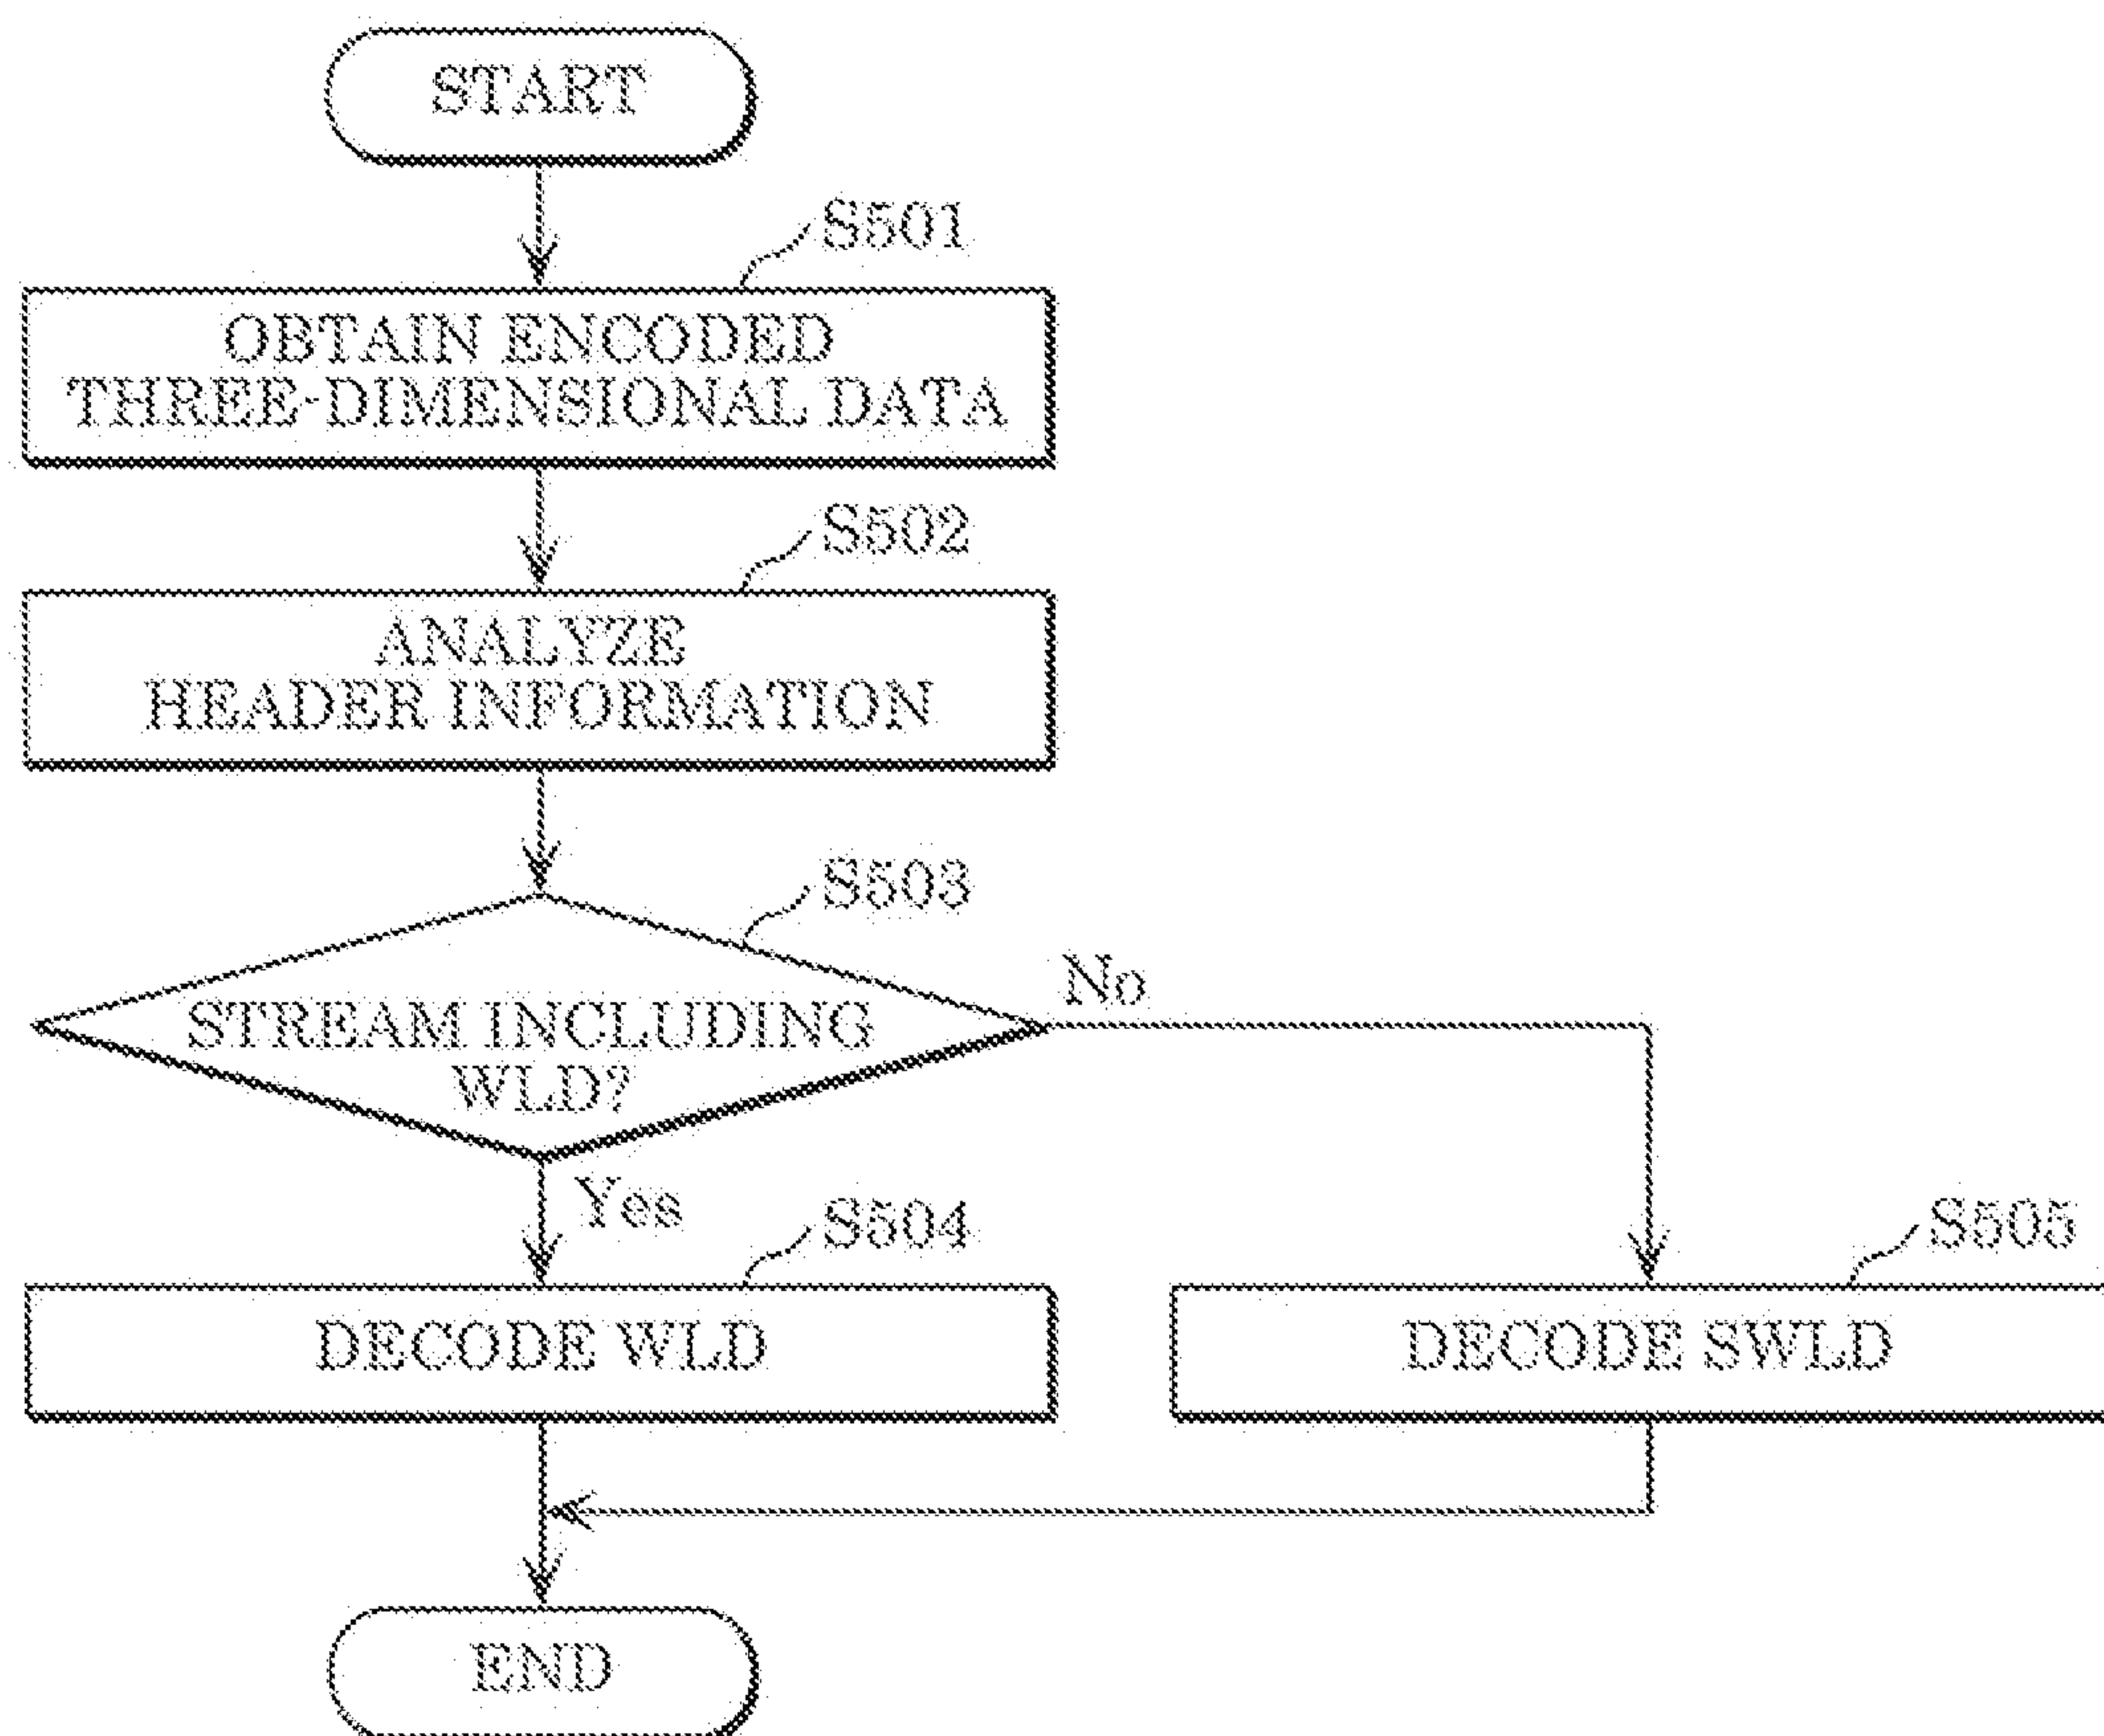 START
S501
OBTAIN ENCODED
THREE-DIMENSIONAL DATA
S502
ANALYZE
HEADER INFORMATION
S503
STREAM INCLUDING
WLD?
No
Yes
S504
DECODE WLD
S505
DECODE SWLD
END